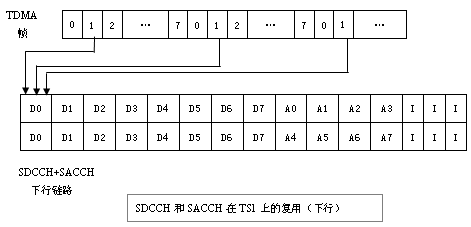 TDMA
帧
0 1 2 … 7 0 1 2 … 7 0 1 …
D0 D1 D2 D3 D4 D5 D6 D7 A0 A1 A2 A3 I I I
D0 D1 D2 D3 D4 D5 D6 D7 A4 A5 A6 A7 I I I
SDCCH+SACCH
下行链路
SDCCH 和 SACCH 在 TS1 上的复用（下行）